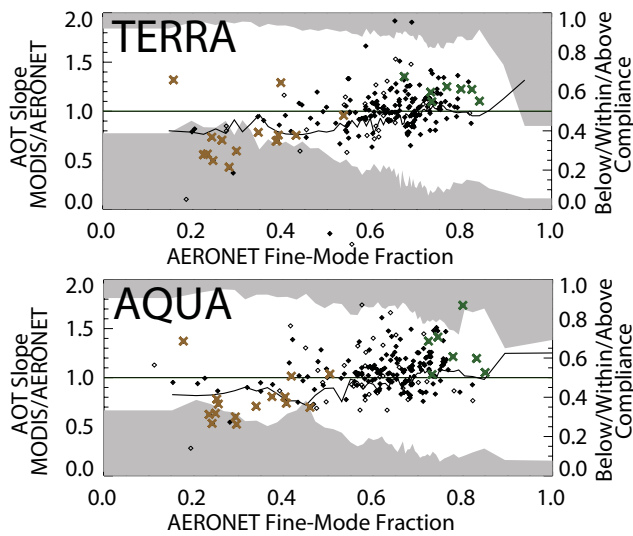 TERRA
2.0
1.5
1.0
0.5
0.0
AOT Slope
MODIS/AERONET
1.0
0.8
0.6
0.4
0.2
0.0
Below/Within/Above
Compliance
0.0 0.2 0.4 0.6 0.8 1.0
AERONET Fine-Mode Fraction
AQUA
2.0
1.5
1.0
0.5
0.0
AOT Slope
MODIS/AERONET
1.0
0.8
0.6
0.4
0.2
0.0
Below/Within/Above
Compliance
0.0 0.2 0.4 0.6 0.8 1.0
AERONET Fine-Mode Fraction